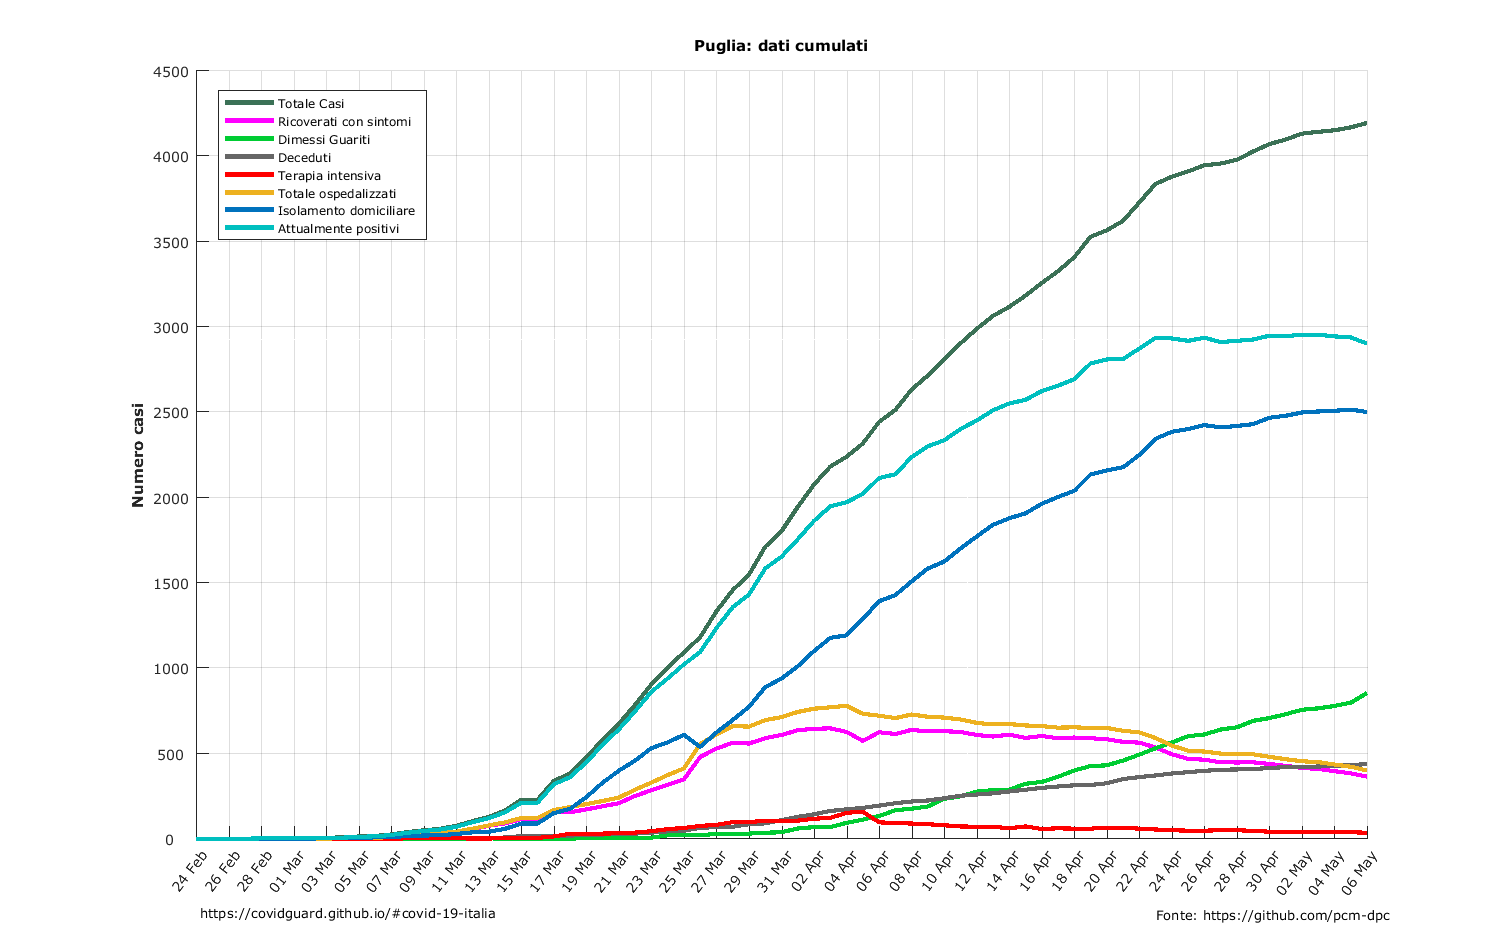 Puglia: dati cumulati
4500
4000
3500
3000
2500
2000
1500
1000
500
0
Numero casi
Totale Casi
Ricoverati con sintomi
Dimessi Guariti
Deceduti
Terapia intensiva
Totale ospedalizzati
Isolamento domiciliare
Attualmente positivi
24 Feb
26 Feb
28 Feb
01 Mar
03 Mar
05 Mar
07 Mar
09 Mar
11 Mar
13 Mar
15 Mar
17 Mar
19 Mar
21 Mar
23 Mar
25 Mar
27 Mar
29 Mar
31 Mar
02 Apr
04 Apr
06 Apr
08 Apr
10 Apr
12 Apr
14 Apr
16 Apr
18 Apr
20 Apr
22 Apr
24 Apr
26 Apr
28 Apr
30 Apr
02 May
04 May
06 May
https://covidguard.github.io/#covid-19-italia
Fonte: https://github.com/pcm-dpc